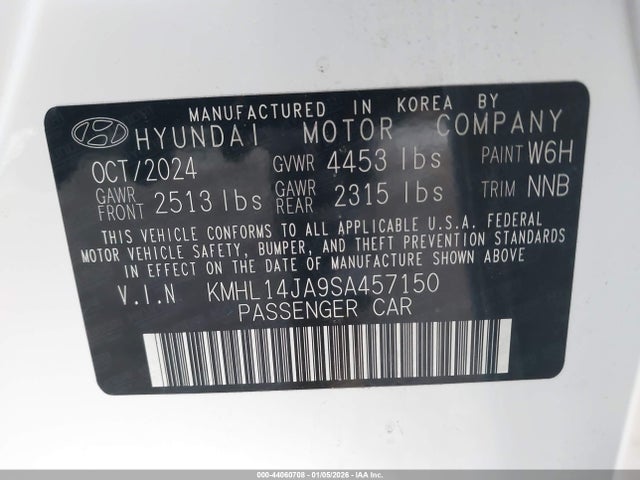 MANUFACTURED IN KOREA BY
HYUNDAI MOTOR COMPANY
OCT/2024 GVWR 4453 lbs PAINT W6H
GAWR FRONT 2513 lbs GAWR REAR 2315 lbs TRIM NNB
THIS VEHICLE CONFORMS TO ALL APPLICABLE U.S.A. FEDERAL
MOTOR VEHICLE SAFETY, BUMPER, AND THEFT PREVENTION STANDARDS
IN EFFECT ON THE DATE OF MANUFACTURE SHOWN ABOVE.
V.I.N KMHL14JA9SA457150
PASSENGER CAR
000-44060708 - 01/05/2026 - IAAI.com